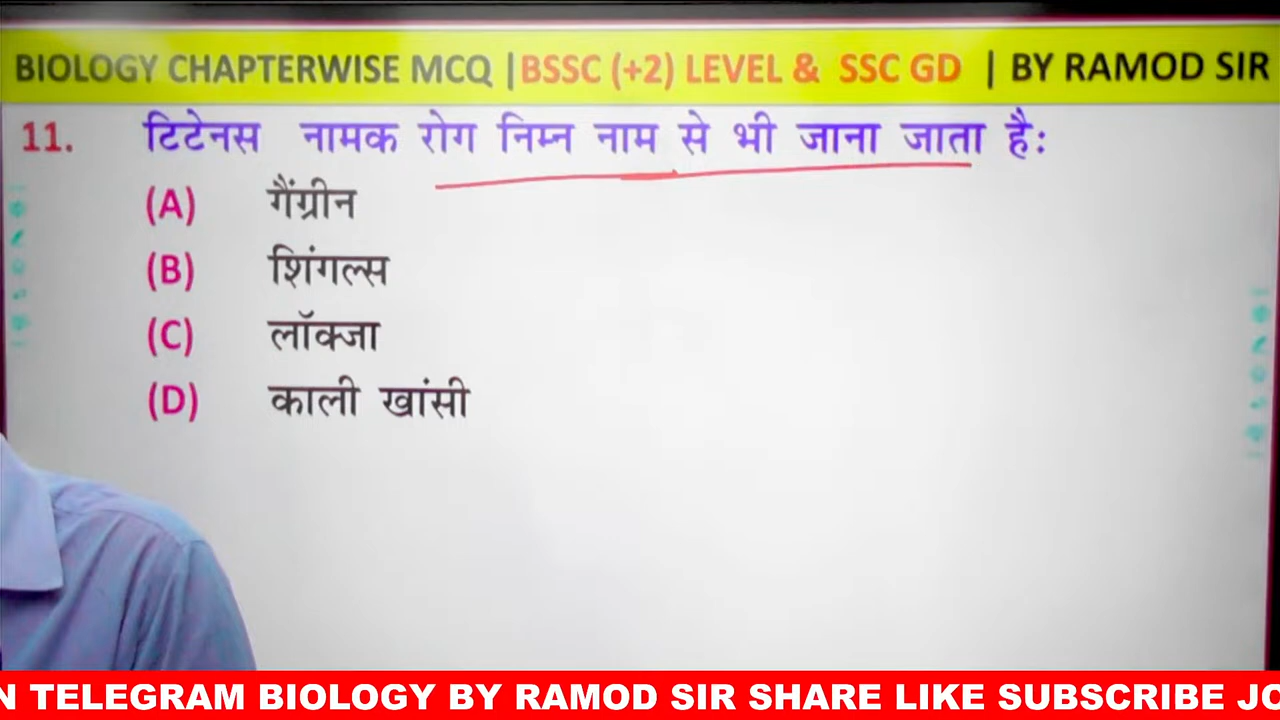 BIOLOGY CHAPTERWISE MCQ | BSSC (+2) LEVEL & SSC GD | BY RAMOD SIR
11. टिटेनस नामक रोग निम्न नाम से भी जाना जाता है:
(A) गैंग्रीन
(B) शिंगल्स
(C) लॉक्जा
(D) काली खांसी
N TELEGRAM BIOLOGY BY RAMOD SIR SHARE LIKE SUBSCRIBE JO